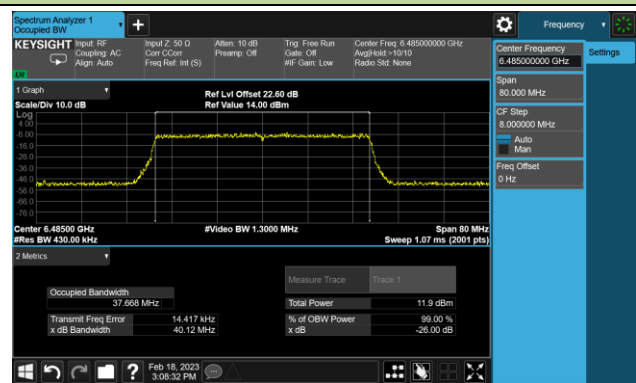 Spectrum Analyzer 1
Occupied BW
Frequency
KEYSIGHT
Input: RF
Coupling: AC
Align: Auto
Input Z: 50 Ω
Corr CCorr
Freq Ref: Int (S)
Atten: 10 dB
Preamp: Off
Trig: Free Run
Gate: Off
#IF Gain: Low
Center Freq: 6.485000000 GHz
Avg|Hold:>10/10
Radio Std: None
Center Frequency
6.485000000 GHz
Settings
Span
80.000 MHz
CF Step
8.000000 MHz
Auto
Man
Freq Offset
0 Hz
1 Graph
Scale/Div 10.0 dB
Ref Lvl Offset 22.60 dB
Ref Value 14.00 dBm
Log
4.00
-6.00
-16.0
-26.0
-36.0
-46.0
-56.0
-66.0
-76.0
Center 6.48500 GHz
#Res BW 430.00 kHz
#Video BW 1.3000 MHz
Span 80 MHz
Sweep 1.07 ms (2001 pts)
2 Metrics
Measure Trace
Trace 1
Occupied Bandwidth
37.668 MHz
Total Power
11.9 dBm
Transmit Freq Error
14.417 kHz
% of OBW Power
99.00 %
x dB Bandwidth
40.12 MHz
x dB
-26.00 dB
?
Feb 18, 2023
3:08:32 PM